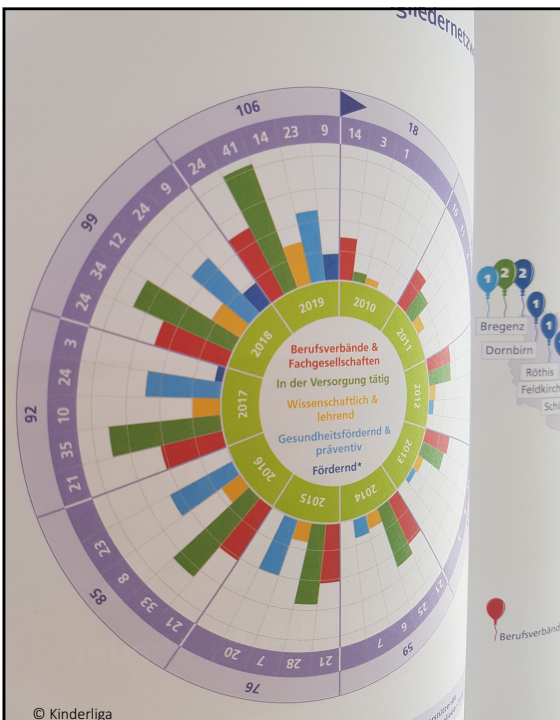 106
18
24 41 14 23 9
14 3 1
99
24 34 12 24 9
92
21 35 10 24 3
85
21 33 8 23
76
21 28 7 20
59
21 25 6 7
2010
2011
2012
2013
2014
2015
2016
2017
2018
2019
Berufsverbände &
Fachgesellschaften
In der Versorgung tätig
Wissenschaftlich &
lehrend
Gesundheitsfördernd &
präventiv
Fördernd*
1 2 2
1
1
Bregenz
Dornbirn
Röthis
Feldkirch
© Kinderliga